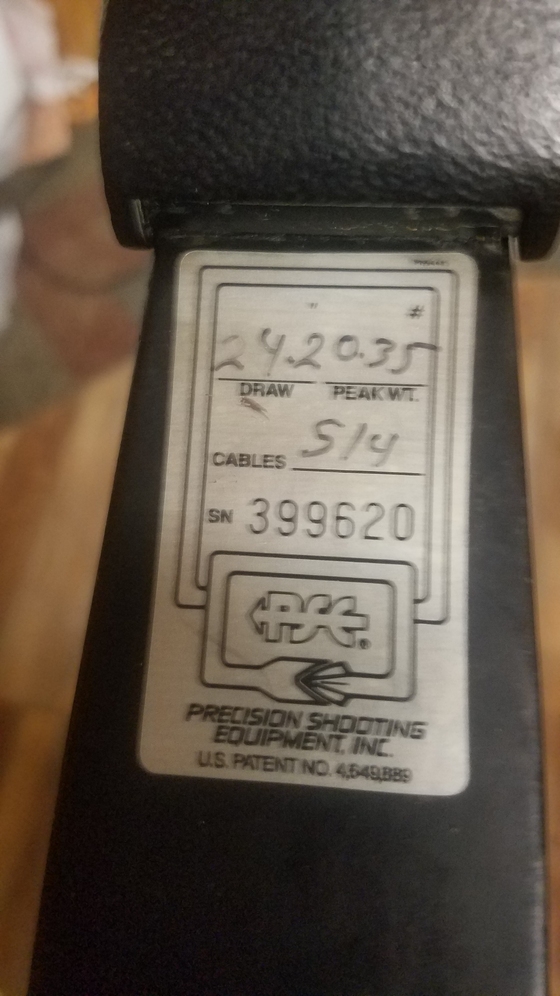 " #
24.20.35
DRAW PEAK WT.
CABLES 514
SN 399620
PSE®
PRECISION SHOOTING
EQUIPMENT, INC.
U.S. PATENT NO. 4,649,889